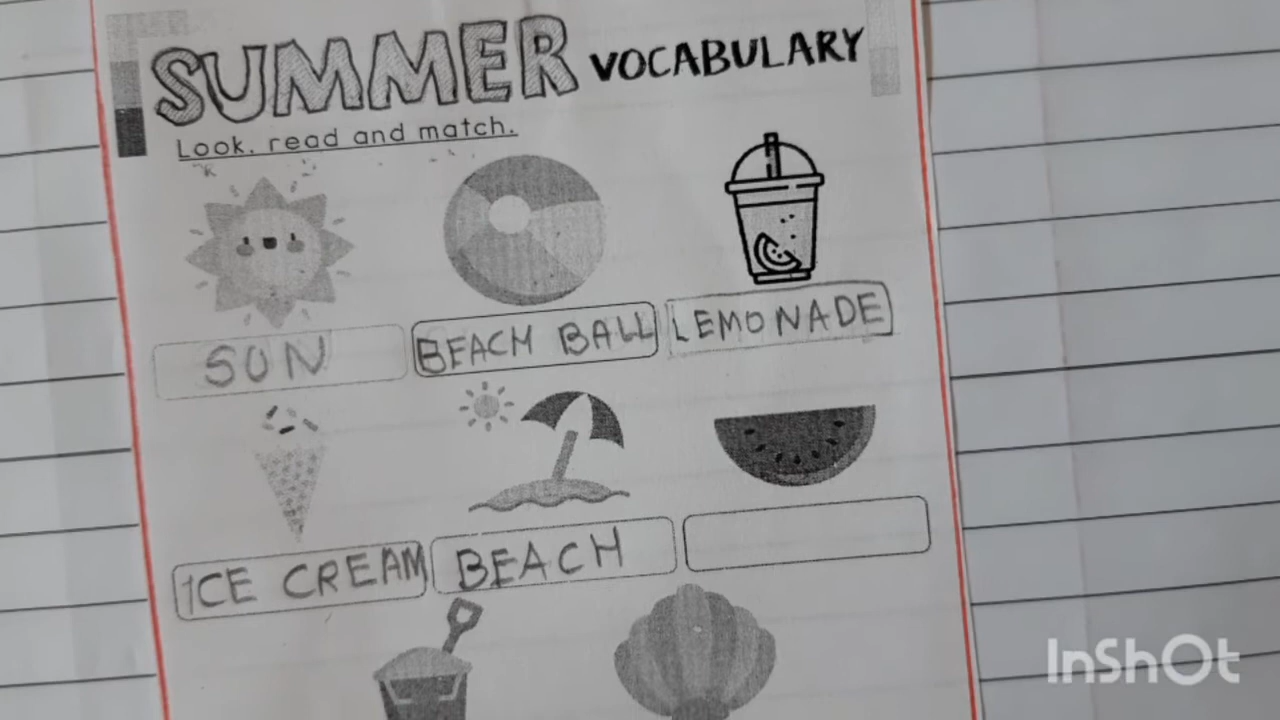 SUMMER VOCABULARY
Look, read and match.
SUN BEACH BALL LEMONADE
ICE CREAM BEACH
InShOt